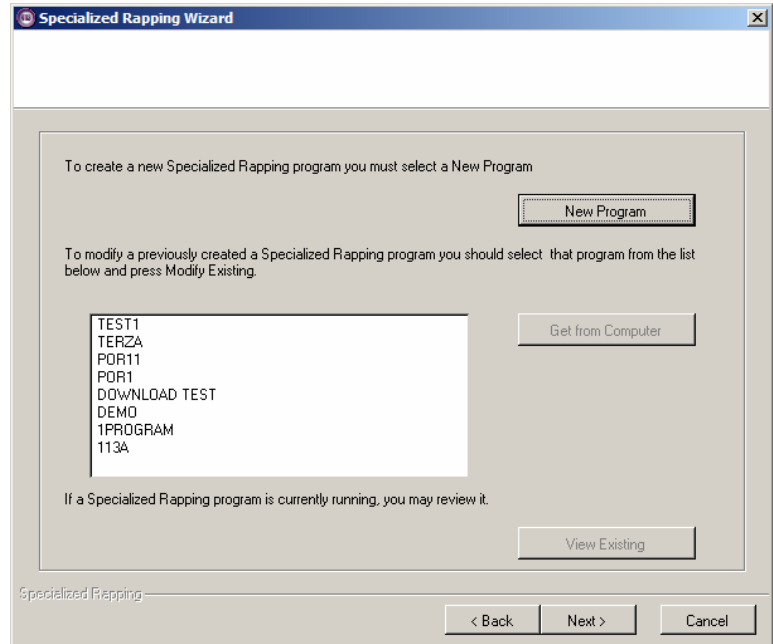 Specialized Rapping Wizard
To create a new Specialized Rapping program you must select a New Program
New Program
To modify a previously created a Specialized Rapping program you should select that program from the list
below and press Modify Existing.
TEST1
TERZA
POR11
POR1
DOWNLOAD TEST
DEMO
1PROGRAM
113A
Get from Computer
If a Specialized Rapping program is currently running, you may review it.
View Existing
Specialized Rapping
< Back
Next >
Cancel